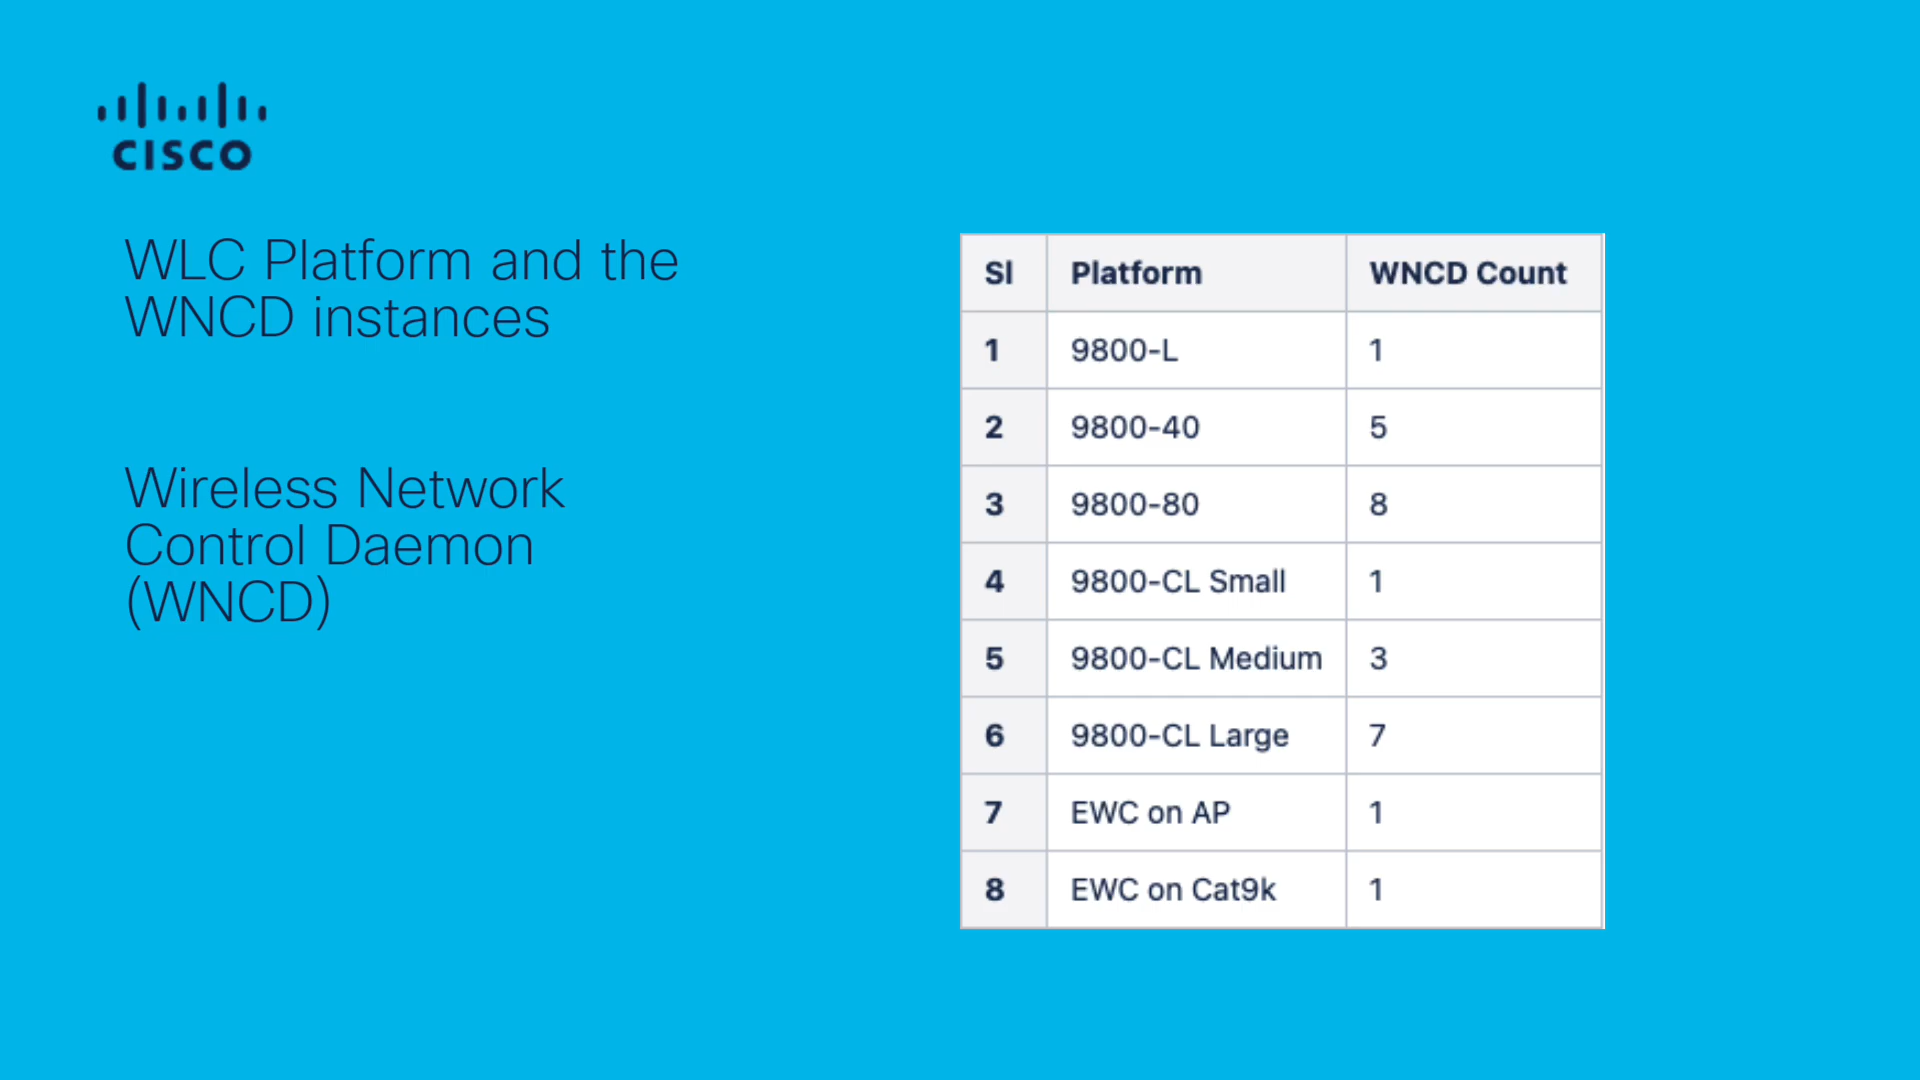 CISCO
WLC Platform and the
WNCD instances
Wireless Network
Control Daemon
(WNCD)
Sl Platform WNCD Count
1 9800-L 1
2 9800-40 5
3 9800-80 8
4 9800-CL Small 1
5 9800-CL Medium 3
6 9800-CL Large 7
7 EWC on AP 1
8 EWC on Cat9k 1